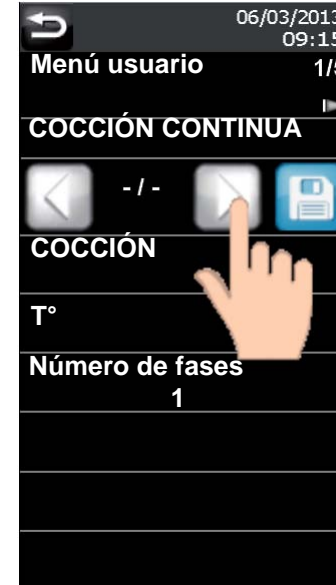 06/03/2013
09:15
Menú usuario 1/5
COCCIÓN CONTINUA
- / -
COCCIÓN
T°
Número de fases
1